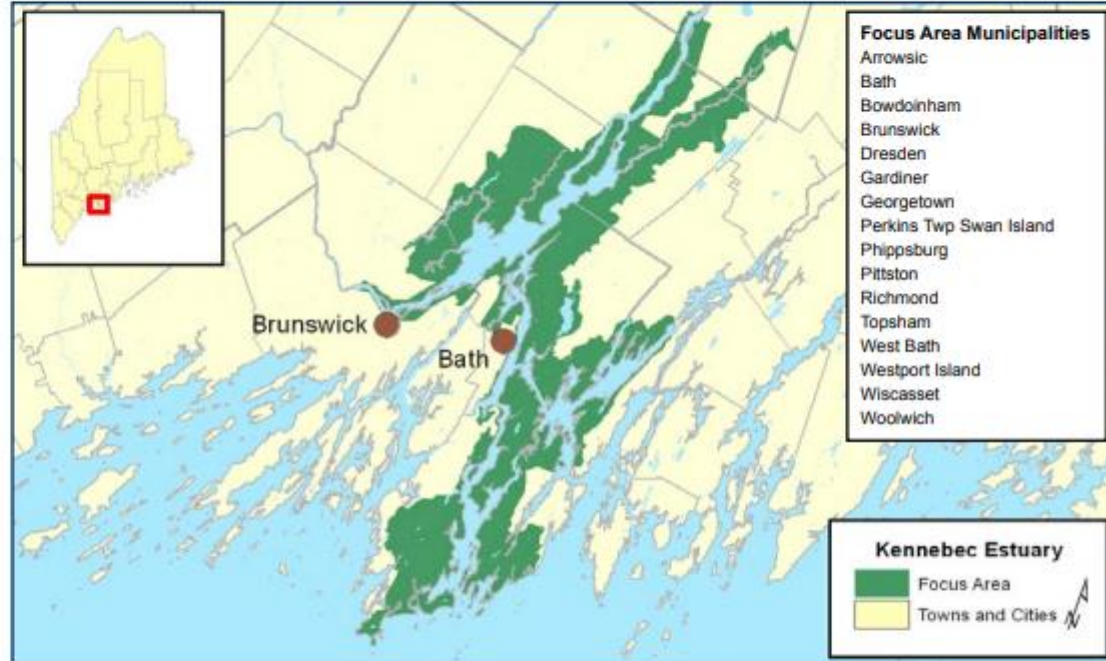 Focus Area Municipalities
Arrowsic
Bath
Bowdoinham
Brunswick
Dresden
Gardiner
Georgetown
Perkins Twp Swan Island
Phippsburg
Pittston
Richmond
Topsham
West Bath
Westport Island
Wiscasset
Woolwich
Brunswick
Bath
Kennebec Estuary
Focus Area
Towns and Cities
N